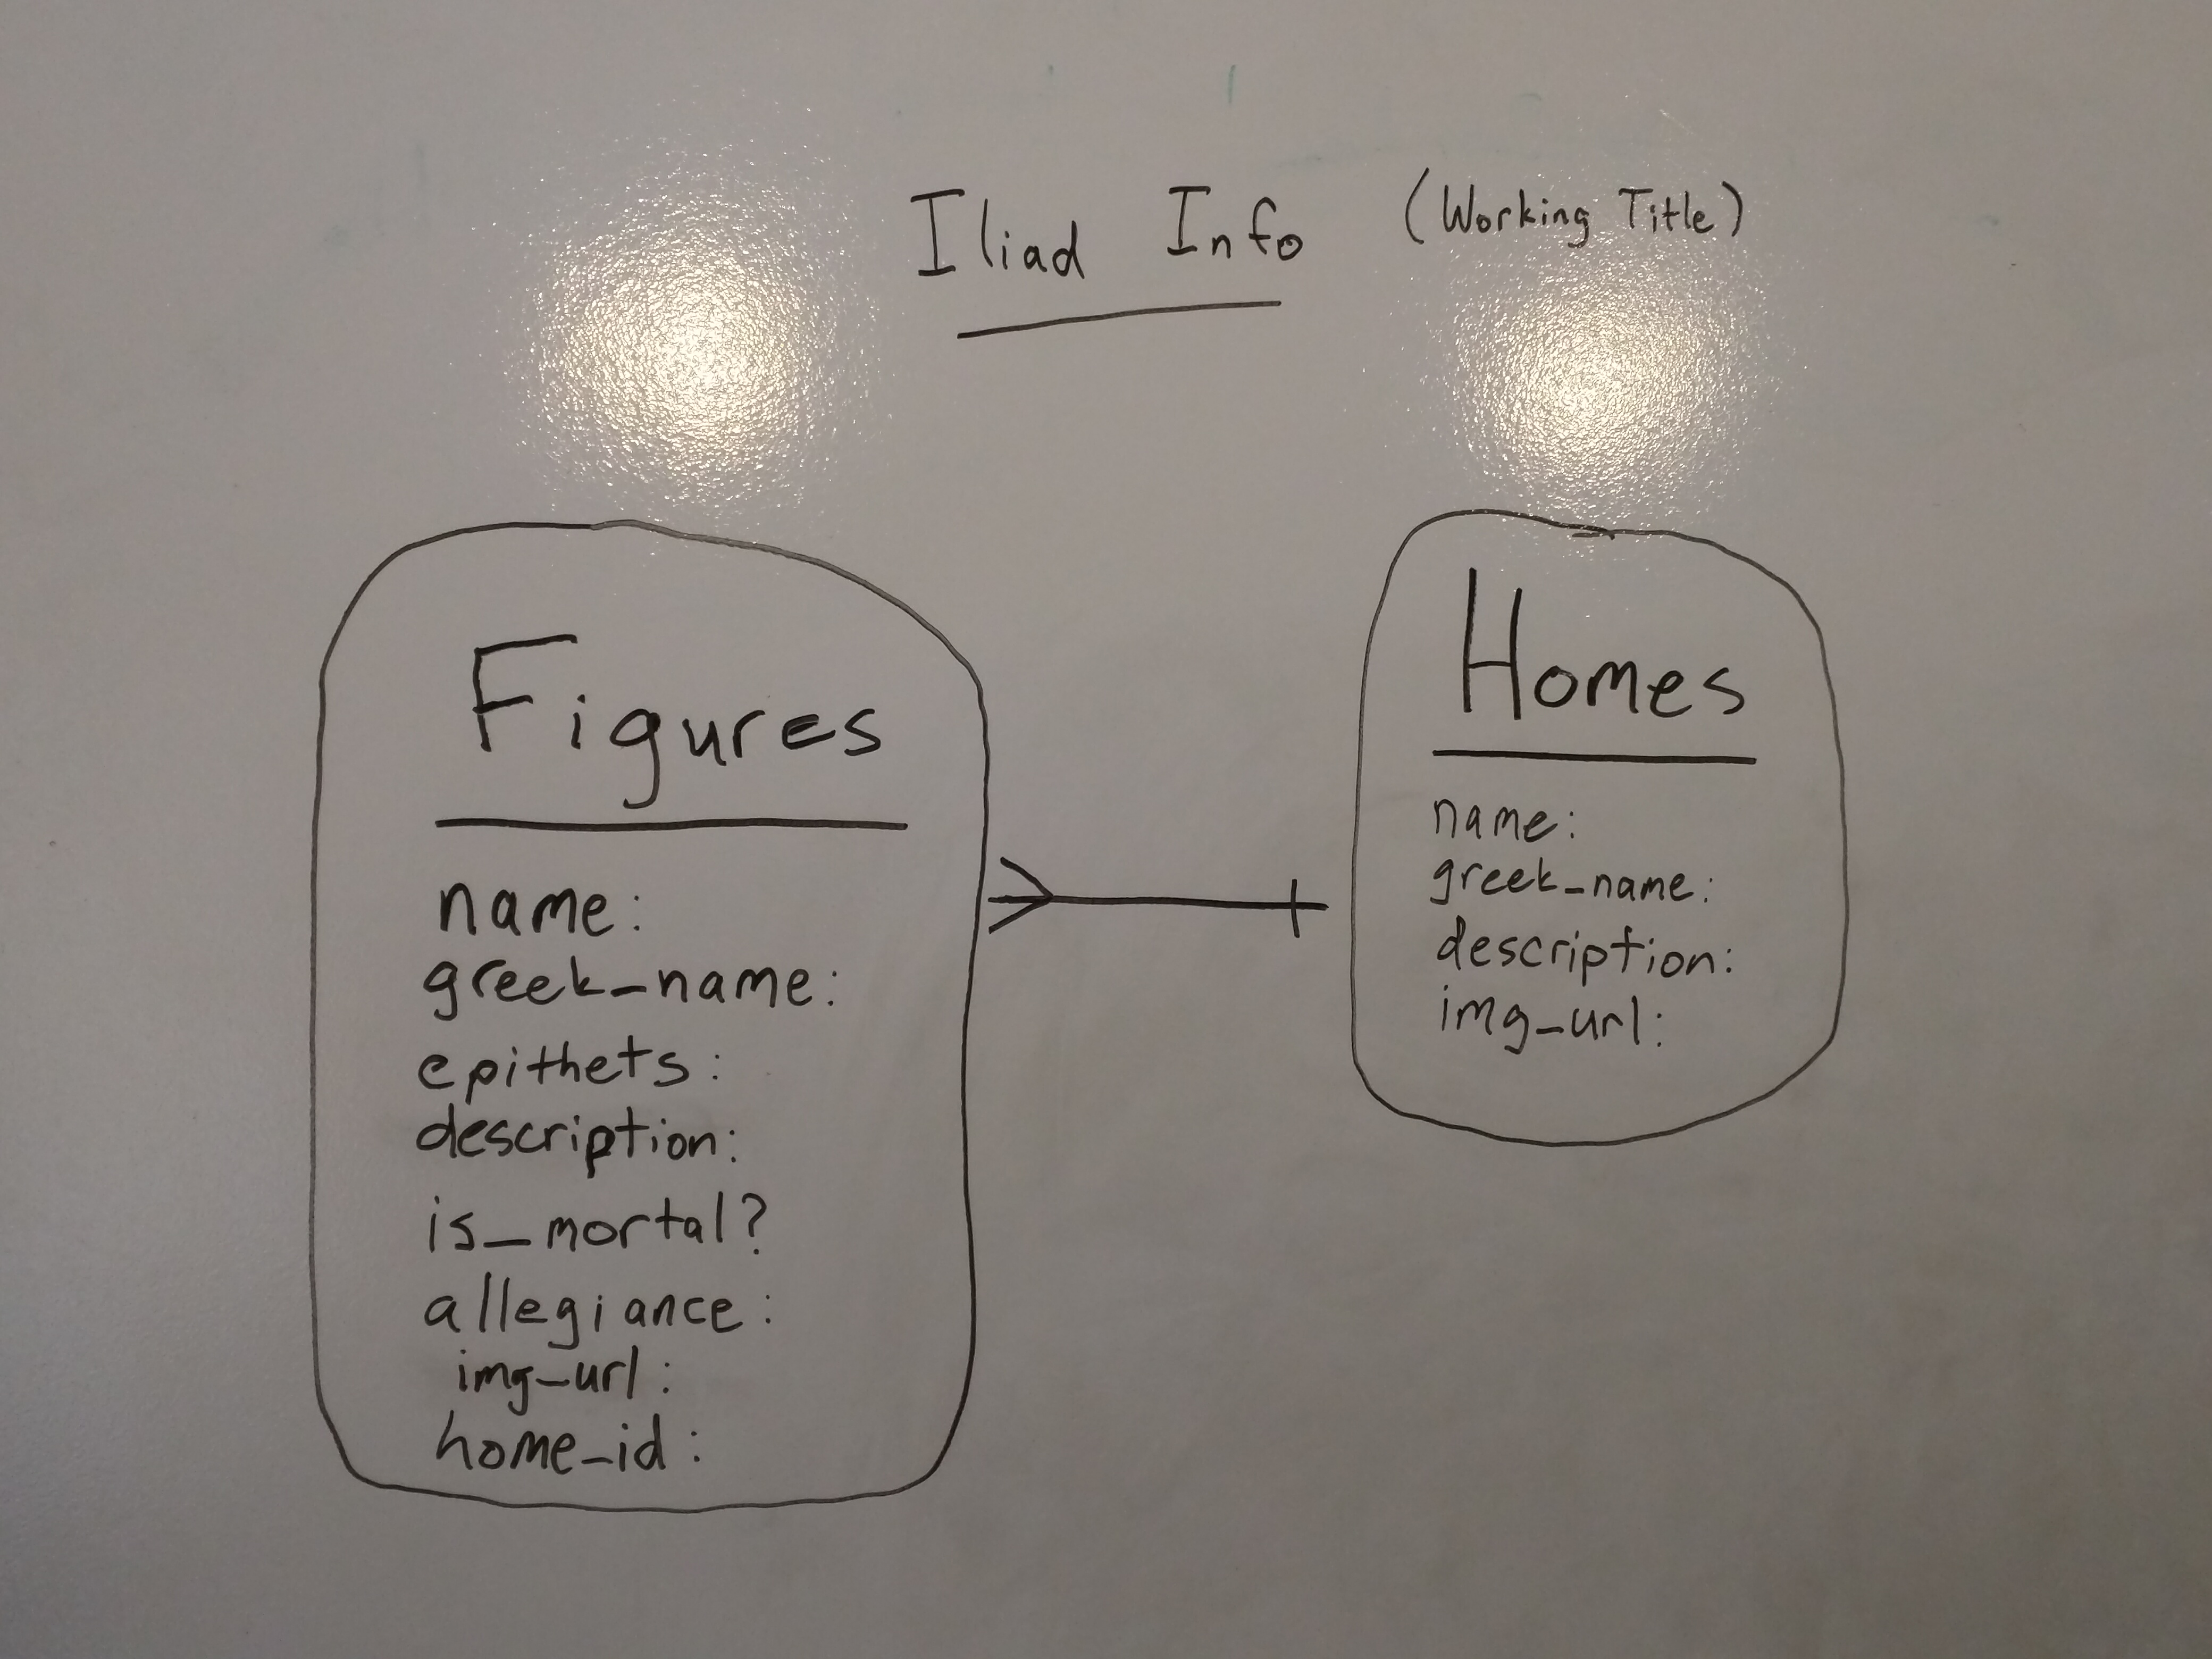 Iliad Info (Working Title)
Figures
name:
greek_name:
epithets:
description:
is_mortal?
allegiance:
img_url:
home_id:
Homes
name:
greek_name:
description:
img_url: